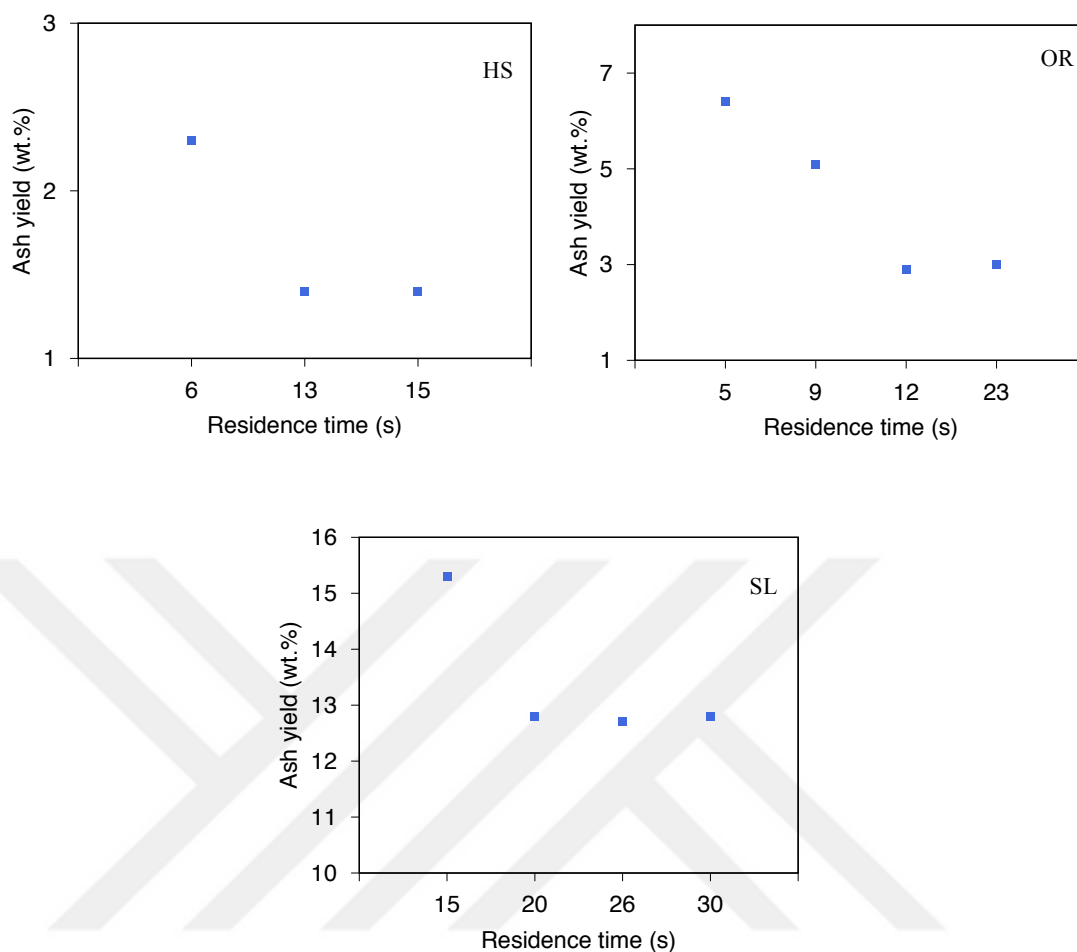 HS
Ash yield (wt.%)
3
2
1
6 13 15
Residence time (s)
OR
Ash yield (wt.%)
7
5
3
1
5 9 12 23
Residence time (s)
SL
Ash yield (wt.%)
16
15
14
13
12
11
10
15 20 26 30
Residence time (s)